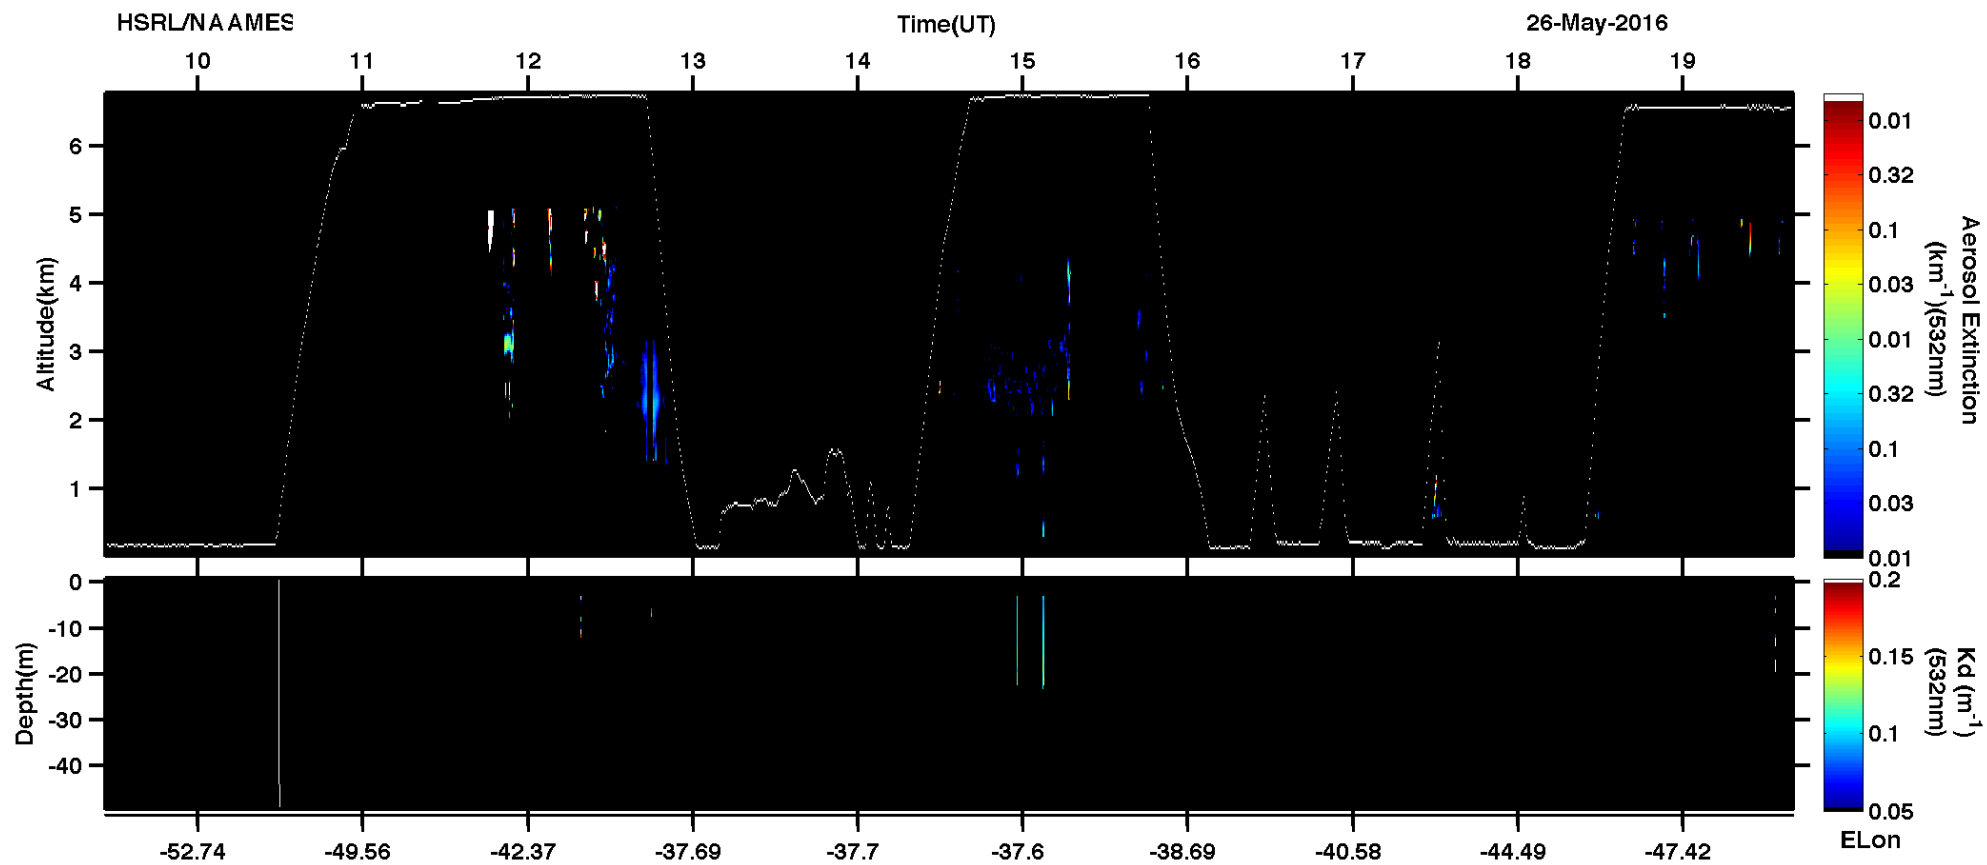 HSRL/NAAMES Time(UT) 26-May-2016
10 11 12 13 14 15 16 17 18 19
Altitude(km)
6
5
4
3
2
1
0.01
0.32
0.1
0.03
0.01
0.32
0.1
0.03
0.01
Aerosol Extinction
(km⁻¹)(532nm)
Depth(m)
0
-10
-20
-30
-40
0.2
0.15
0.1
0.05
Kd (m⁻¹)
(532nm)
-52.74 -49.56 -42.37 -37.69 -37.7 -37.6 -38.69 -40.58 -44.49 -47.42
ELon